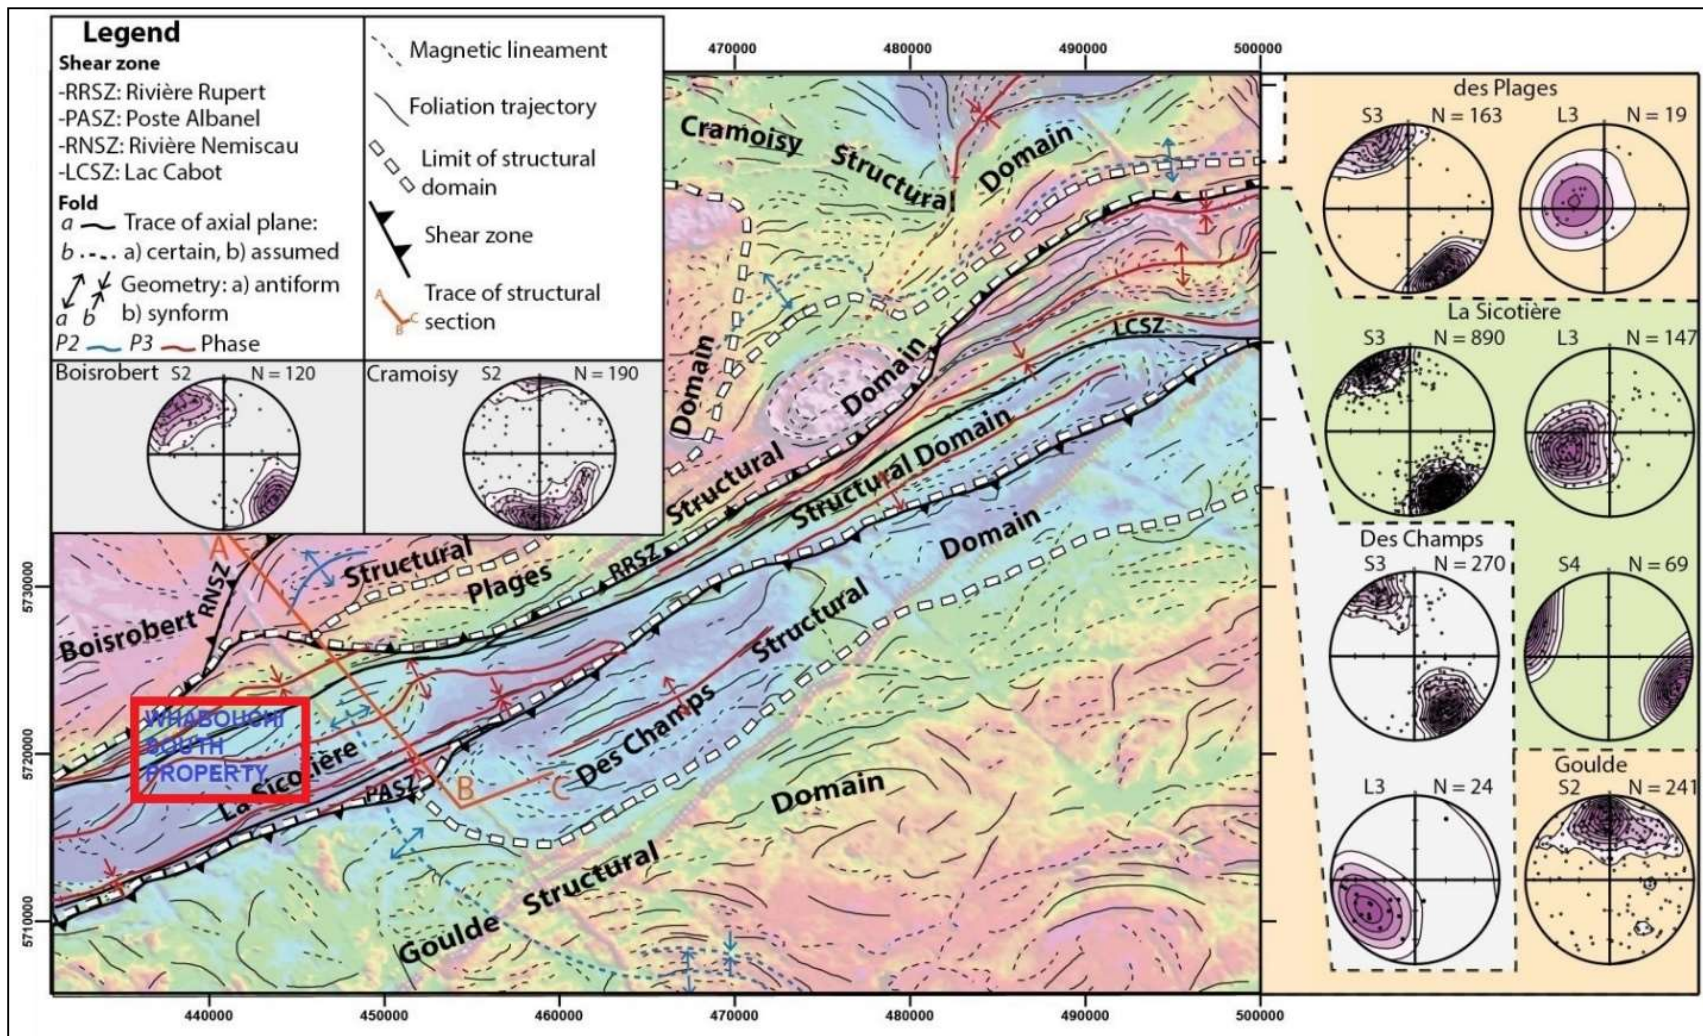 Legend
Shear zone
-RRSZ: Rivière Rupert
-PASZ: Poste Albanel
-RNSZ: Rivière Nemiscau
-LCSZ: Lac Cabot
Fold
a Trace of axial plane:
b a) certain, b) assumed
Geometry: a) antiform
a b b) synform
P2 P3 Phase
Magnetic lineament
Foliation trajectory
Limit of structural
domain
Shear zone
A B C
Trace of structural
section
Boisrobert S2 N = 120
Cramoisy S2 N = 190
470000 480000 490000 500000
Cramoisy Structural Domain
Domain
Structural Domain
Structural Domain
Domain
LCSZ
RRSZ
A
RNSZ
Structural
Plages
Boisrobert
Structural
WHABOUCHI
SOUTH
PROPERTY
La Sicotière
PASZ
B
C
Des Champs
Domain
Goulde Structural
5730000
5720000
5710000
440000 450000 460000 470000 480000 490000 500000
des Plages
S3 N = 163 L3 N = 19
La Sicotière
S3 N = 890 L3 N = 147
Des Champs
S3 N = 270
S4 N = 69
L3 N = 24
Goulde
S2 N = 241